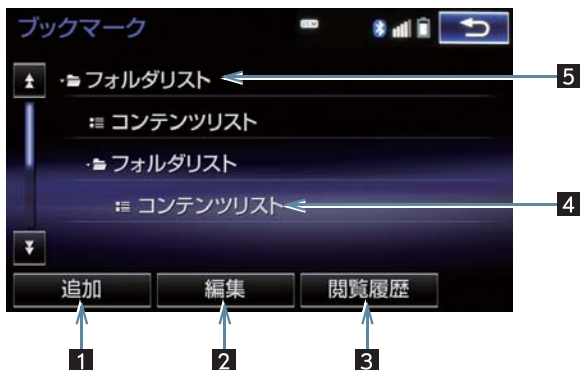 ブックマーク
フォルダリスト
5
コンテンツリスト
フォルダリスト
コンテンツリスト
4
追加 編集 閲覧履歴
1 2 3